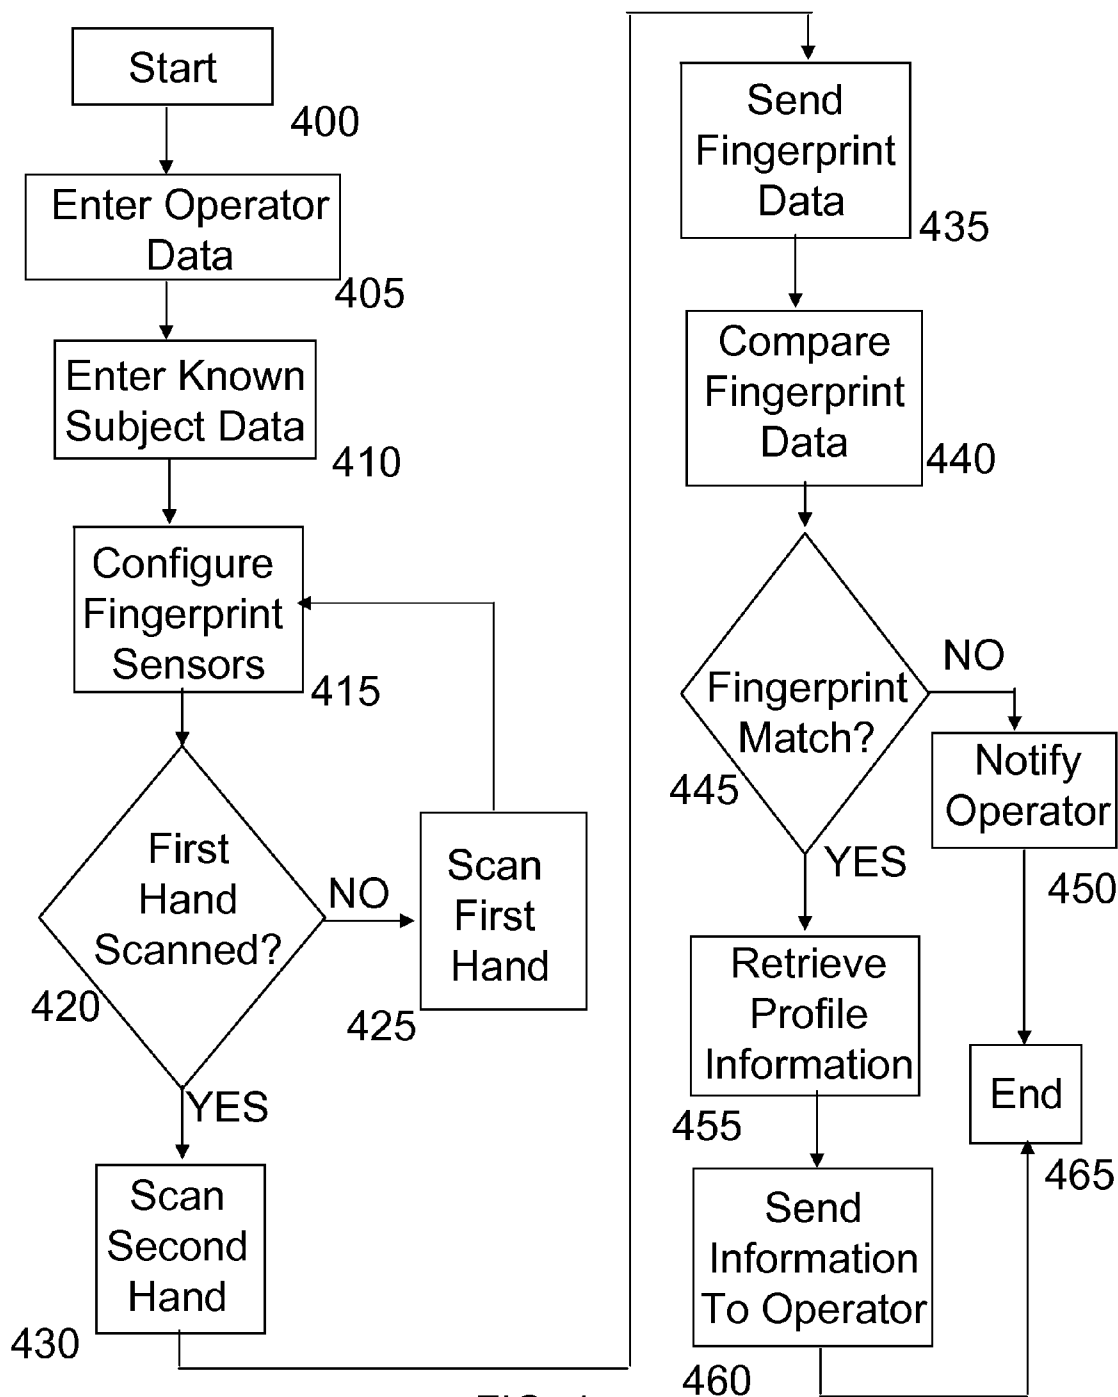 Start
400
Enter Operator
Data
405
Enter Known
Subject Data
410
Configure
Fingerprint
Sensors
415
First
Hand
Scanned?
420
NO
Scan
First
Hand
425
YES
Scan
Second
Hand
430
Send
Fingerprint
Data
435
Compare
Fingerprint
Data
440
Fingerprint
Match?
445
NO
Notify
Operator
450
YES
Retrieve
Profile
Information
455
Send
Information
To Operator
460
End
465